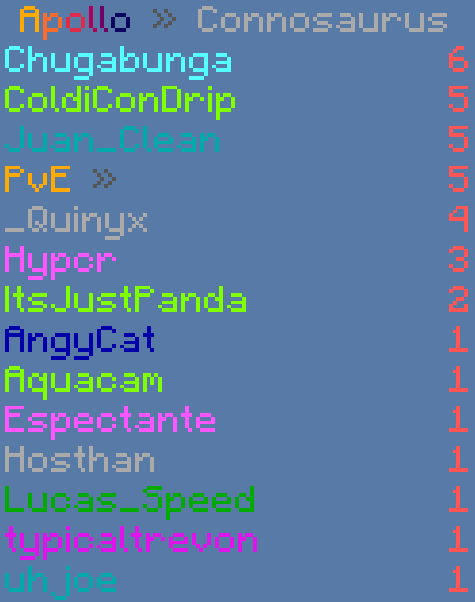 Apollo » Connosaurus
Chugabunga 6
ColdiConDrip 5
Juan_Clean 5
PvE » 5
_Quinyx 4
Hypcr 3
ItsJustPanda 2
AngyCat 1
Aquacam 1
Espectante 1
Hosthan 1
Lucas_Speed 1
typicaltrevon 1
uhjoe 1